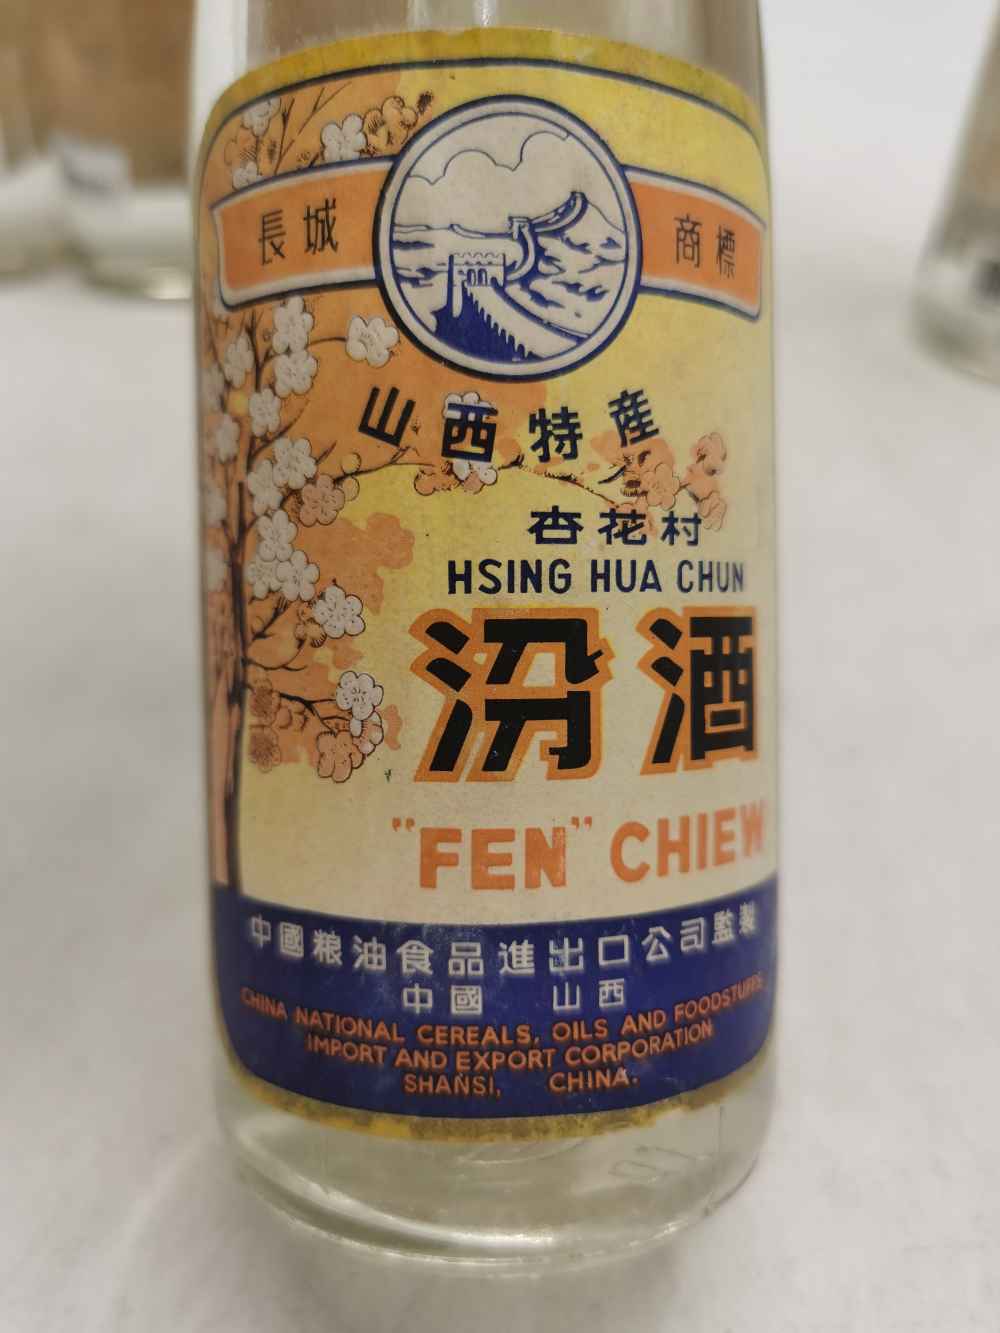 長城 商標
山西特産
杏花村
HSING HUA CHUN
汾酒
"FEN" CHIEW
中國粮油食品進出口公司監製
中國 山西
CHINA NATIONAL CEREALS, OILS AND FOODSTUFFS
IMPORT AND EXPORT CORPORATION
SHANSI, CHINA.